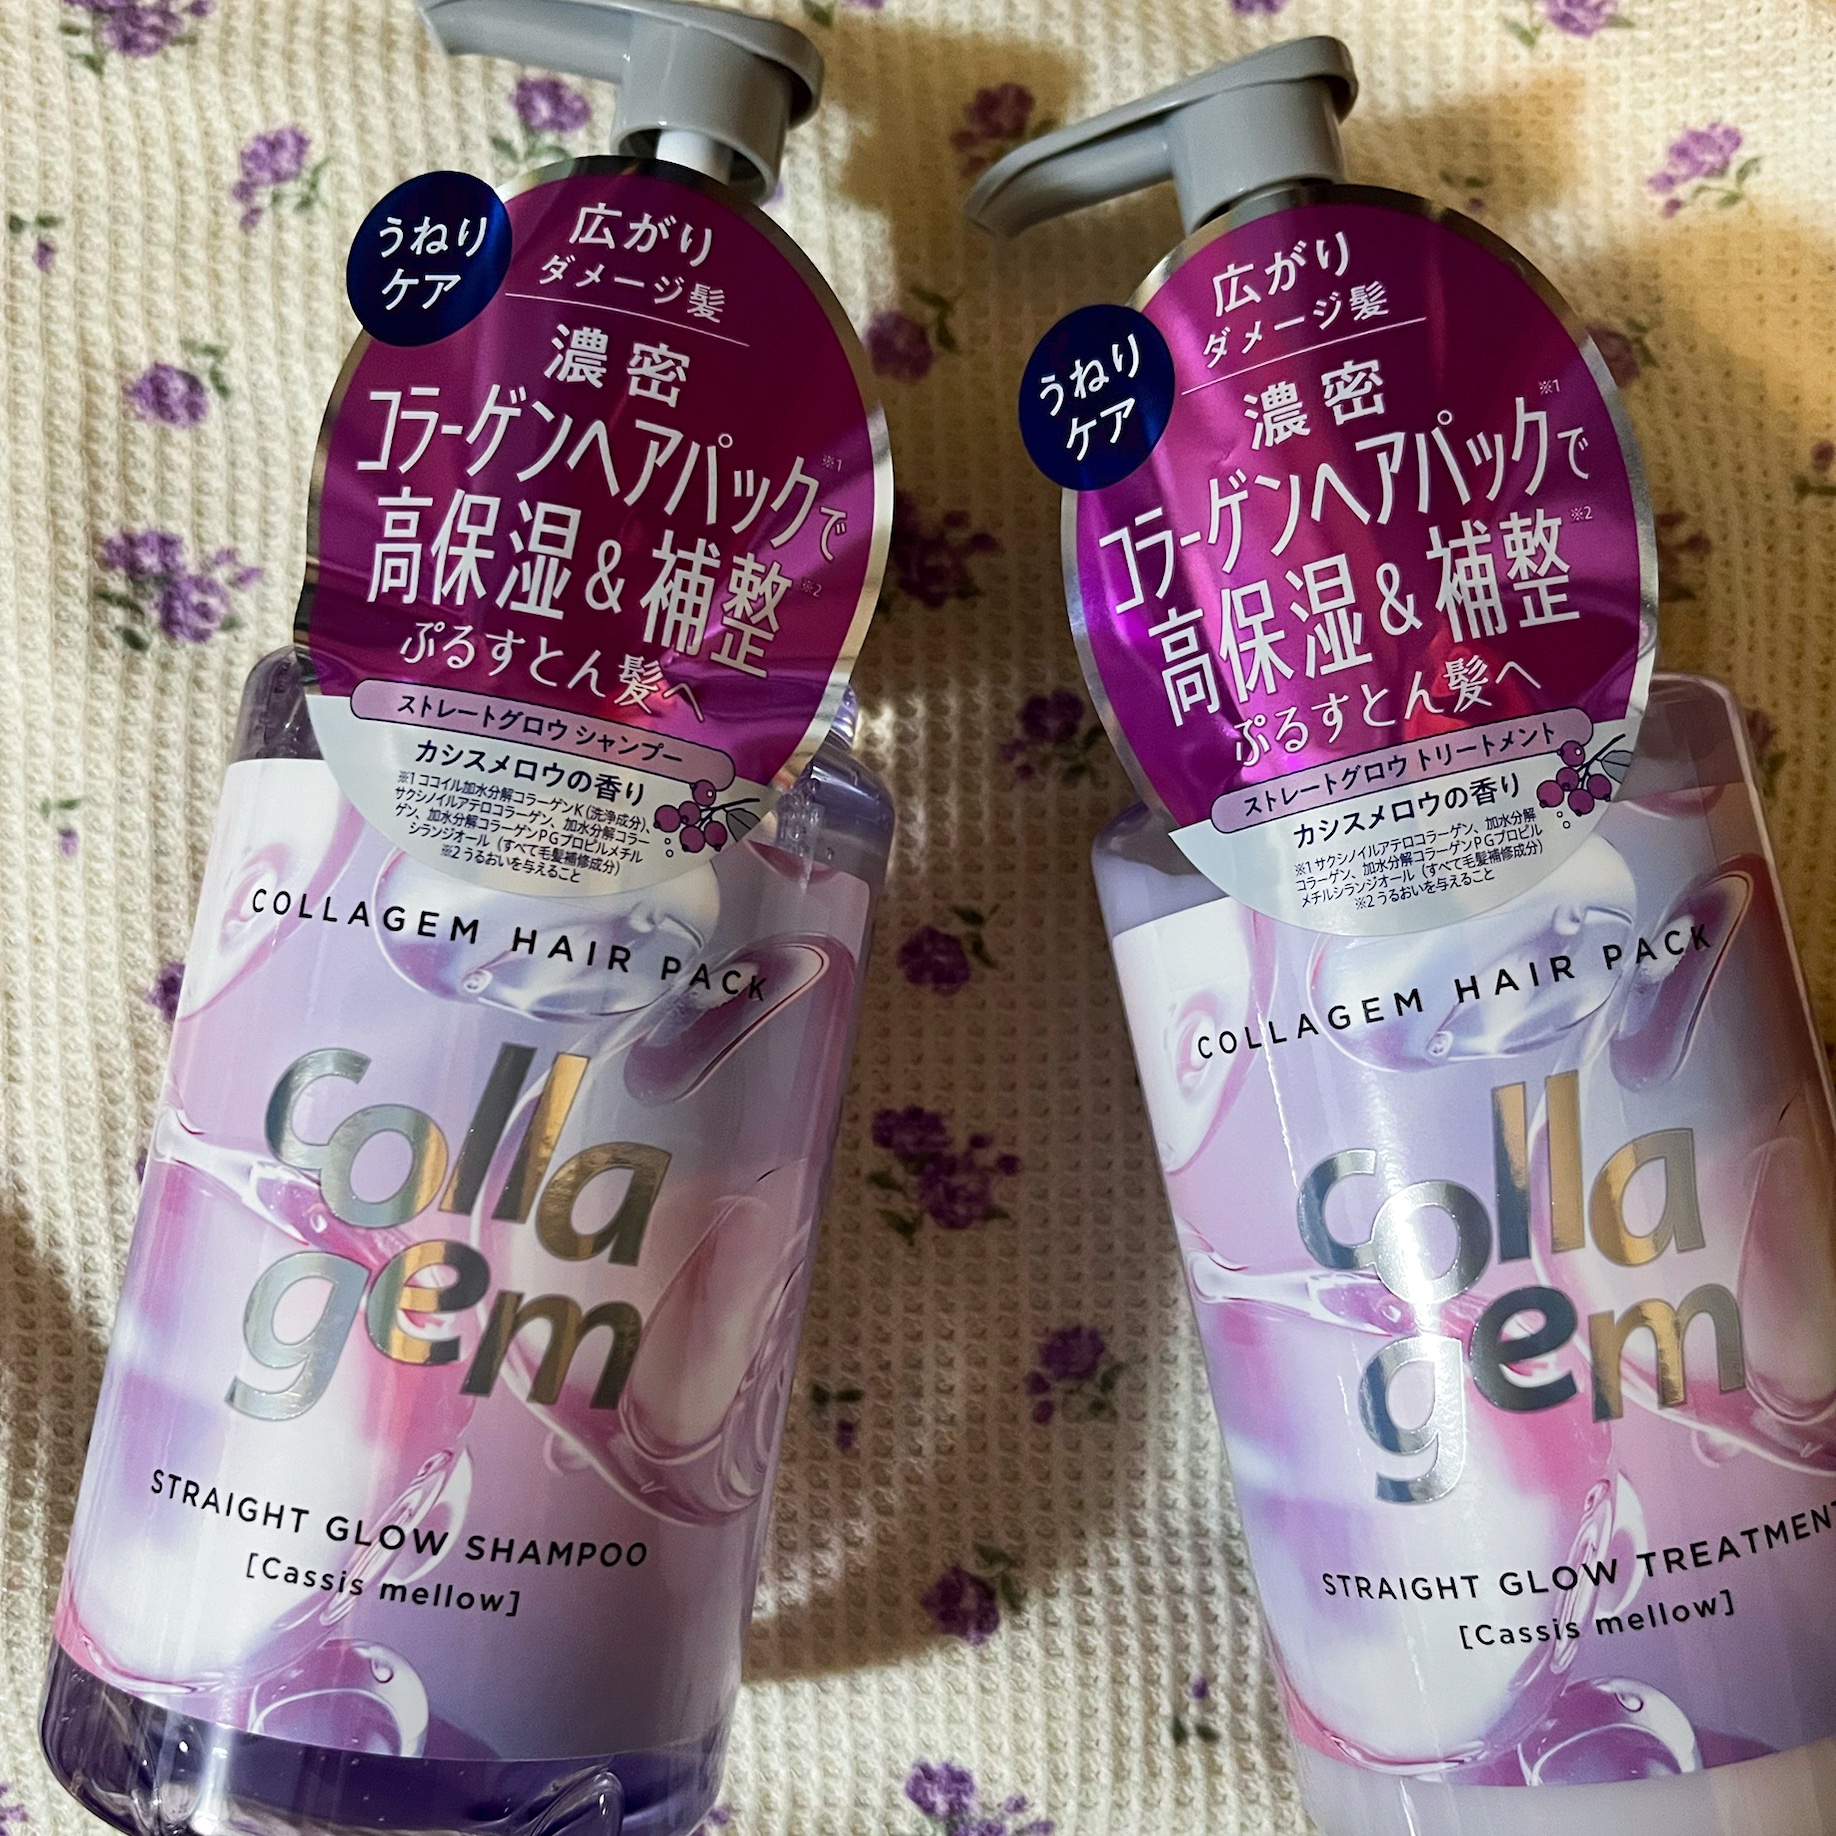 うねり
ケア
広がり
ダメージ髪
濃密
コラーゲンヘアパックで※1
高保湿&補整※2
ぷるすとん髪へ
ストレートグロウ シャンプー
カシスメロウの香り
※1 ココイル加水分解コラーゲンK(洗浄成分)、
サクシノイルアテロコラーゲン、加水分解コラー
ゲン、加水分解コラーゲンPGプロピルメチル
シランジオール(すべて毛髪補修成分)
※2 うるおいを与えること
COLLAGEM HAIR PACK
colla
gem
STRAIGHT GLOW SHAMPOO
[Cassis mellow]
うねり
ケア
広がり
ダメージ髪
濃密
コラーゲンヘアパックで※1
高保湿&補整※2
ぷるすとん髪へ
ストレートグロウ トリートメント
カシスメロウの香り
※1 サクシノイルアテロコラーゲン、加水分解
コラーゲン、加水分解コラーゲンPGプロピル
メチルシランジオール(すべて毛髪補修成分)
※2 うるおいを与えること
COLLAGEM HAIR PACK
colla
gem
STRAIGHT GLOW TREATMENT
[Cassis mellow]